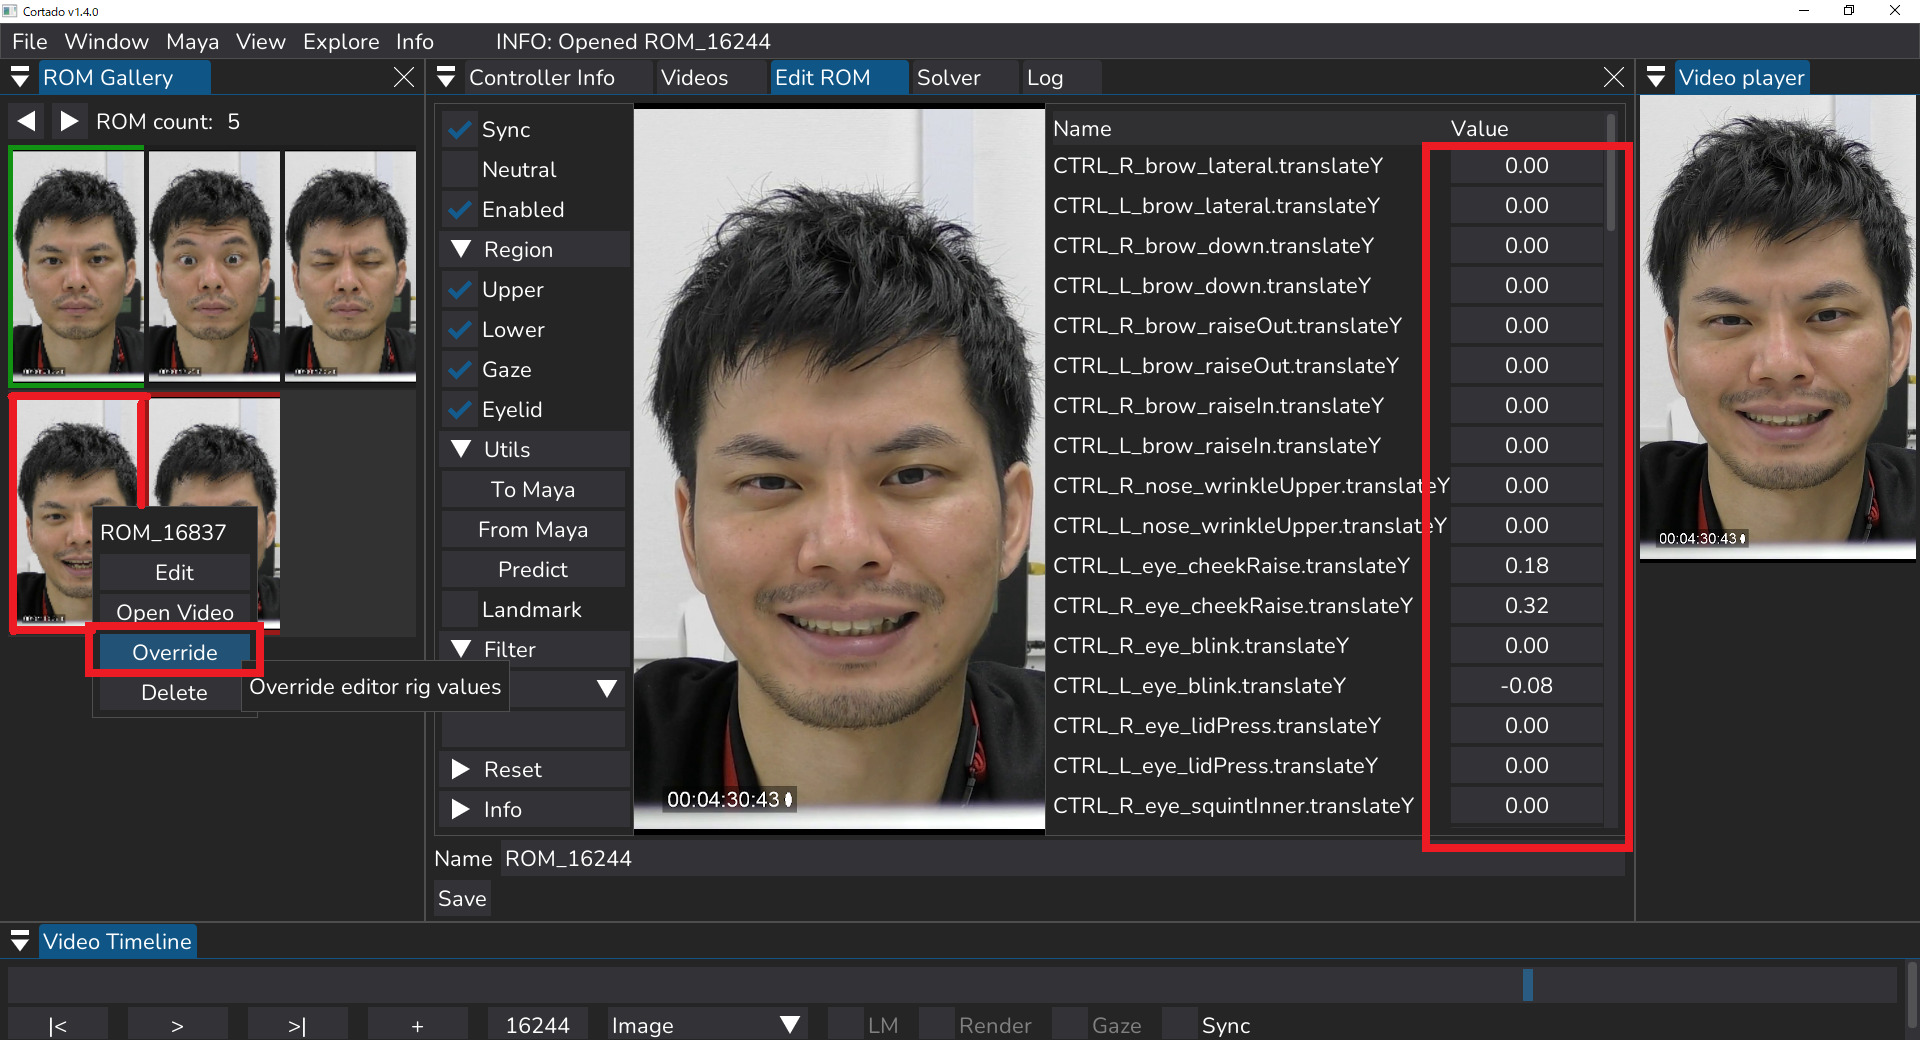 Cortado v1.4.0
File Window Maya View Explore Info INFO: Opened ROM_16244
ROM Gallery
ROM count: 5
ROM_16837
Edit
Open Video
Override
Delete
Override editor rig values
Controller Info Videos Edit ROM Solver Log
Sync
Neutral
Enabled
Region
Upper
Lower
Gaze
Eyelid
Utils
To Maya
From Maya
Predict
Landmark
Filter
Reset
Info
00:04:30:43
Name Value
CTRL_R_brow_lateral.translateY 0.00
CTRL_L_brow_lateral.translateY 0.00
CTRL_R_brow_down.translateY 0.00
CTRL_L_brow_down.translateY 0.00
CTRL_R_brow_raiseOut.translateY 0.00
CTRL_L_brow_raiseOut.translateY 0.00
CTRL_R_brow_raiseIn.translateY 0.00
CTRL_L_brow_raiseIn.translateY 0.00
CTRL_R_nose_wrinkleUpper.translateY 0.00
CTRL_L_nose_wrinkleUpper.translateY 0.00
CTRL_L_eye_cheekRaise.translateY 0.18
CTRL_R_eye_cheekRaise.translateY 0.32
CTRL_R_eye_blink.translateY 0.00
CTRL_L_eye_blink.translateY -0.08
CTRL_R_eye_lidPress.translateY 0.00
CTRL_L_eye_lidPress.translateY 0.00
CTRL_R_eye_squintInner.translateY 0.00
Name ROM_16244
Save
Video player
00:04:30:43
Video Timeline
|< > >| + 16244 Image LM Render Gaze Sync